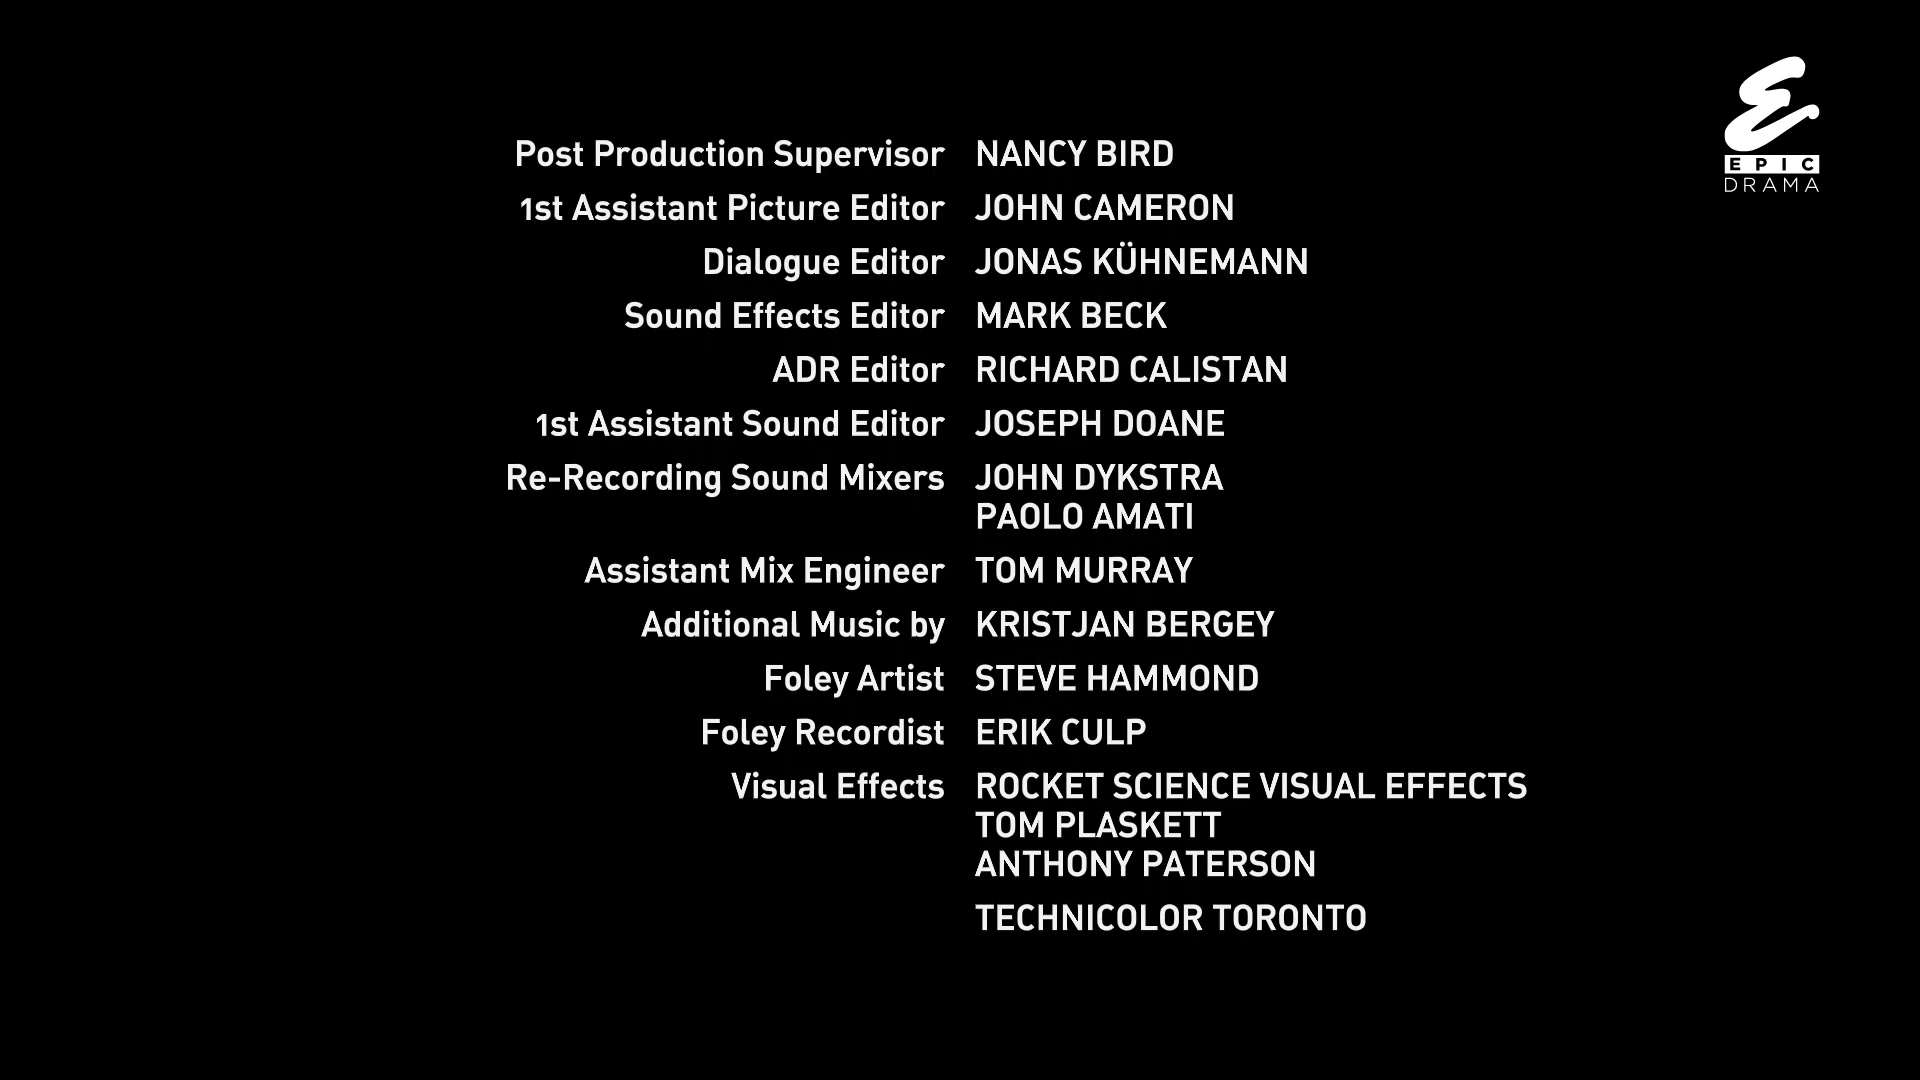 Post Production Supervisor NANCY BIRD
1st Assistant Picture Editor JOHN CAMERON
Dialogue Editor JONAS KÜHNEMANN
Sound Effects Editor MARK BECK
ADR Editor RICHARD CALISTAN
1st Assistant Sound Editor JOSEPH DOANE
Re-Recording Sound Mixers JOHN DYKSTRA
PAOLO AMATI
Assistant Mix Engineer TOM MURRAY
Additional Music by KRISTJAN BERGEY
Foley Artist STEVE HAMMOND
Foley Recordist ERIK CULP
Visual Effects ROCKET SCIENCE VISUAL EFFECTS
TOM PLASKETT
ANTHONY PATERSON
TECHNICOLOR TORONTO
E
EPIC
DRAMA